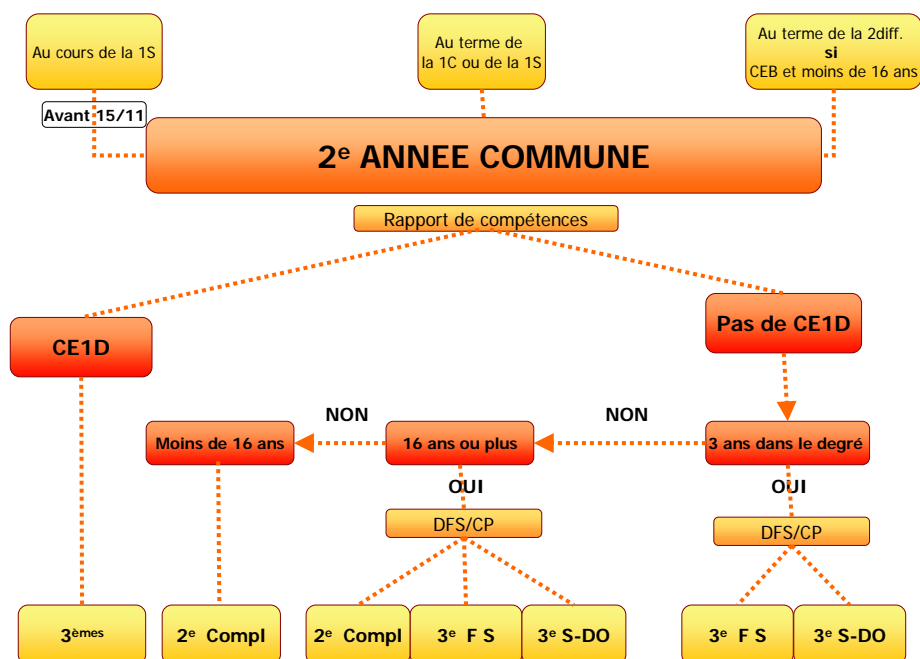 Au cours de la 1S
Au terme de
la 1C ou de la 1S
Au terme de la 2diff.
si
CEB et moins de 16 ans
Avant 15/11
2e ANNEE COMMUNE
Rapport de compétences
CE1D
Pas de CE1D
NON
NON
Moins de 16 ans
16 ans ou plus
3 ans dans le degré
OUI
OUI
DFS/CP
DFS/CP
3èmes
2e Compl
2e Compl
3e F S
3e S-DO
3e F S
3e S-DO